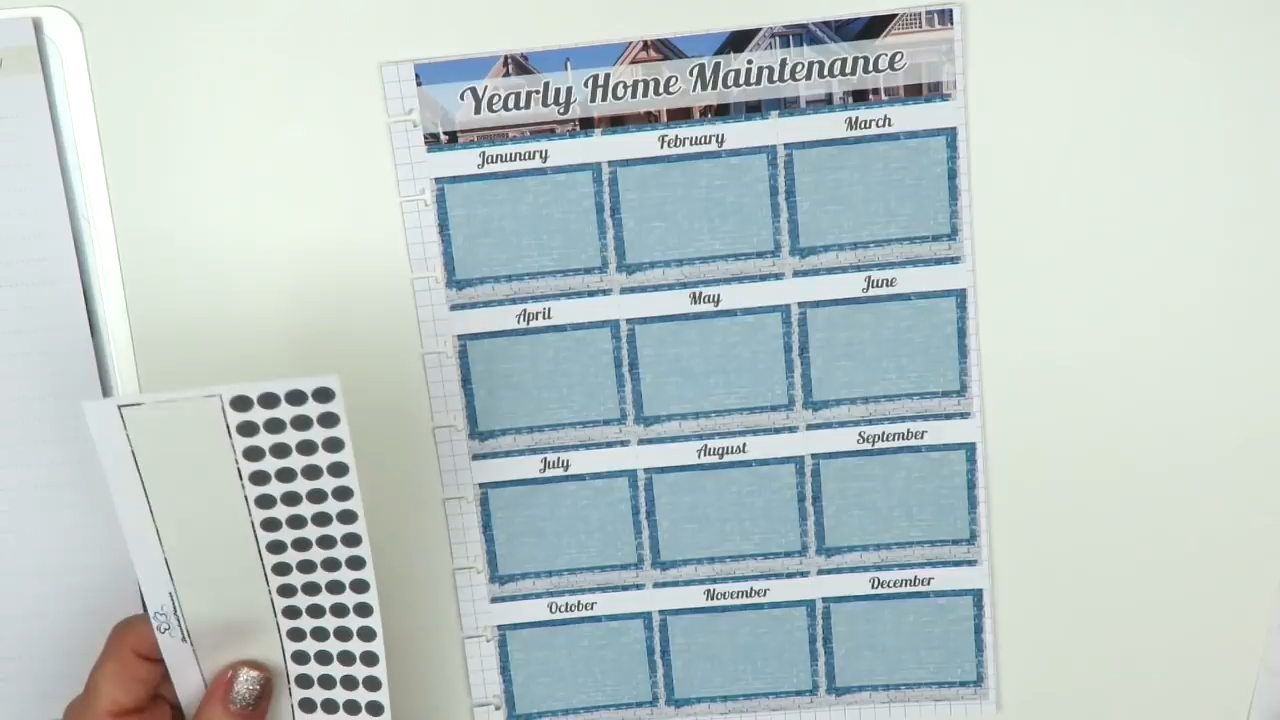 Yearly Home Maintenance
Janunary February March
April May June
July August September
October November December